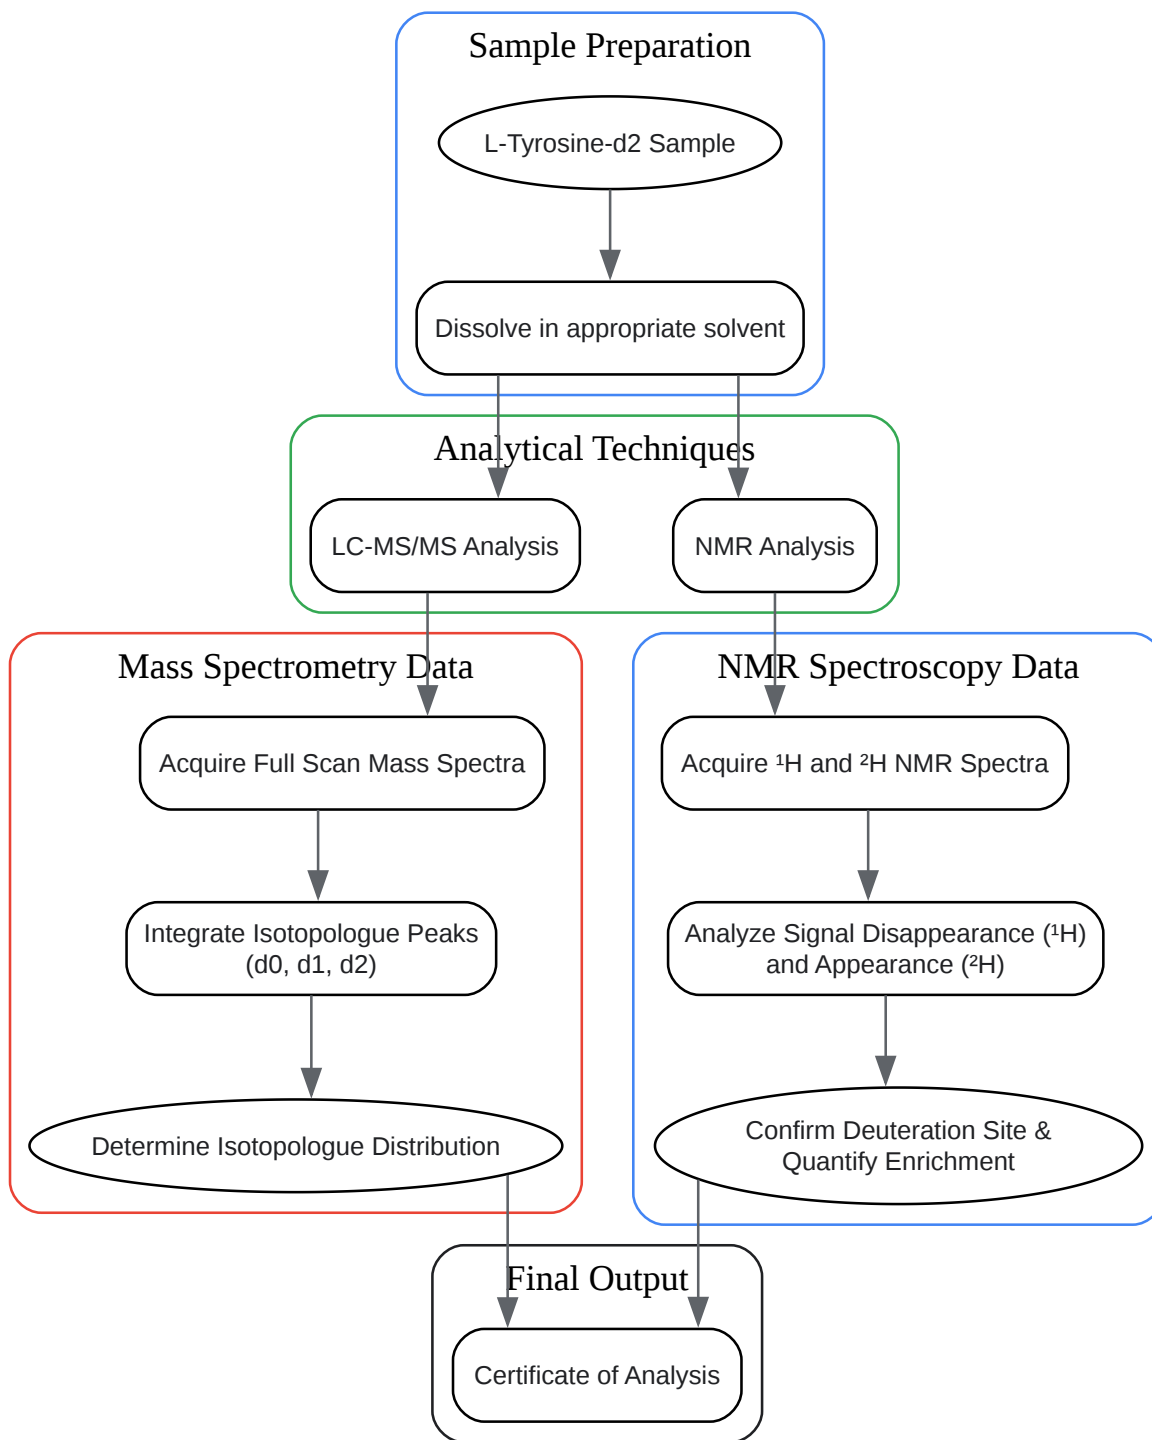 Sample Preparation
L-Tyrosine-d2 Sample
Dissolve in appropriate solvent
Analytical Techniques
LC-MS/MS Analysis
NMR Analysis
Mass Spectrometry Data
Acquire Full Scan Mass Spectra
Integrate Isotopologue Peaks
(d0, d1, d2)
Determine Isotopologue Distribution
NMR Spectroscopy Data
Acquire ¹H and ²H NMR Spectra
Analyze Signal Disappearance (¹H)
and Appearance (²H)
Confirm Deuteration Site &
Quantify Enrichment
Final Output
Certificate of Analysis